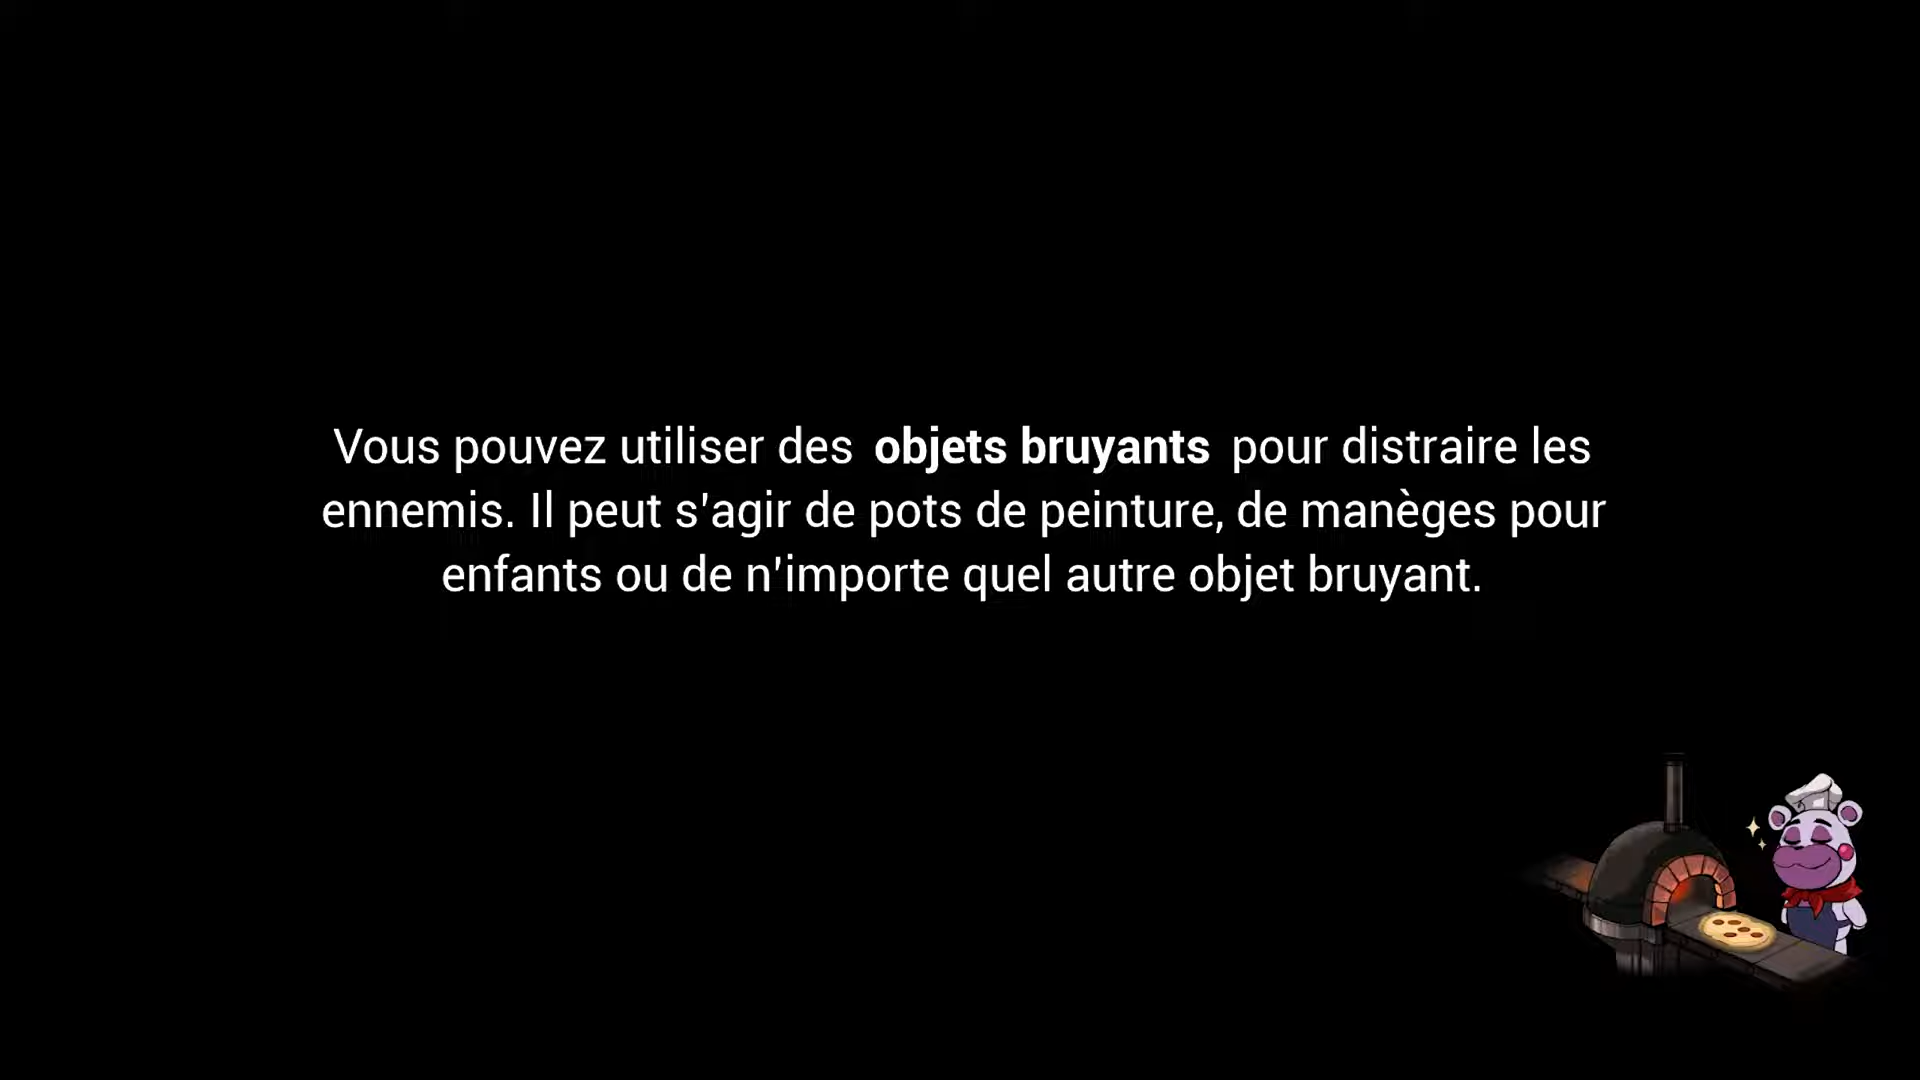 Vous pouvez utiliser des objets bruyants pour distraire les
ennemis. Il peut s'agir de pots de peinture, de manèges pour
enfants ou de n'importe quel autre objet bruyant.